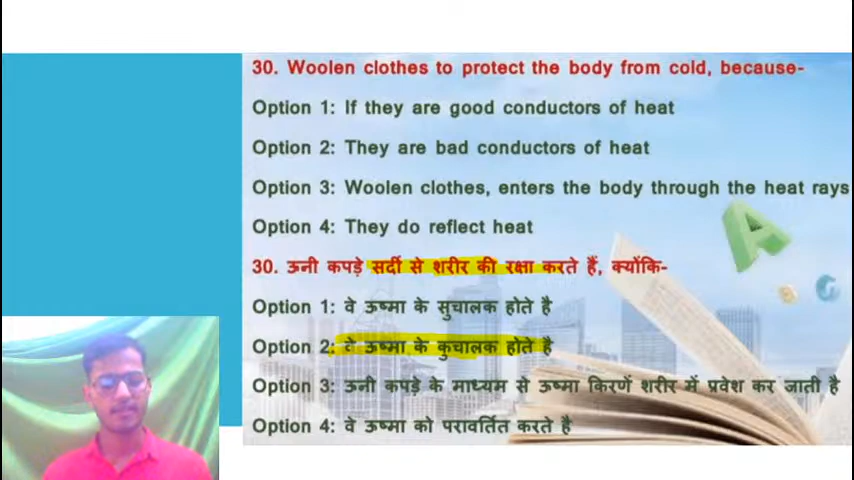 30. Woolen clothes to protect the body from cold, because-
Option 1: If they are good conductors of heat
Option 2: They are bad conductors of heat
Option 3: Woolen clothes, enters the body through the heat rays
Option 4: They do reflect heat
30. ऊनी कपड़े सर्दी से शरीर की रक्षा करते हैं, क्योंकि-
Option 1: वे ऊष्मा के सुचालक होते है
Option 2: वे ऊष्मा के कुचालक होते है
Option 3: ऊनी कपड़े के माध्यम से ऊष्मा किरणें शरीर में प्रवेश कर जाती है
Option 4: वे ऊष्मा को परावर्तित करते है
A